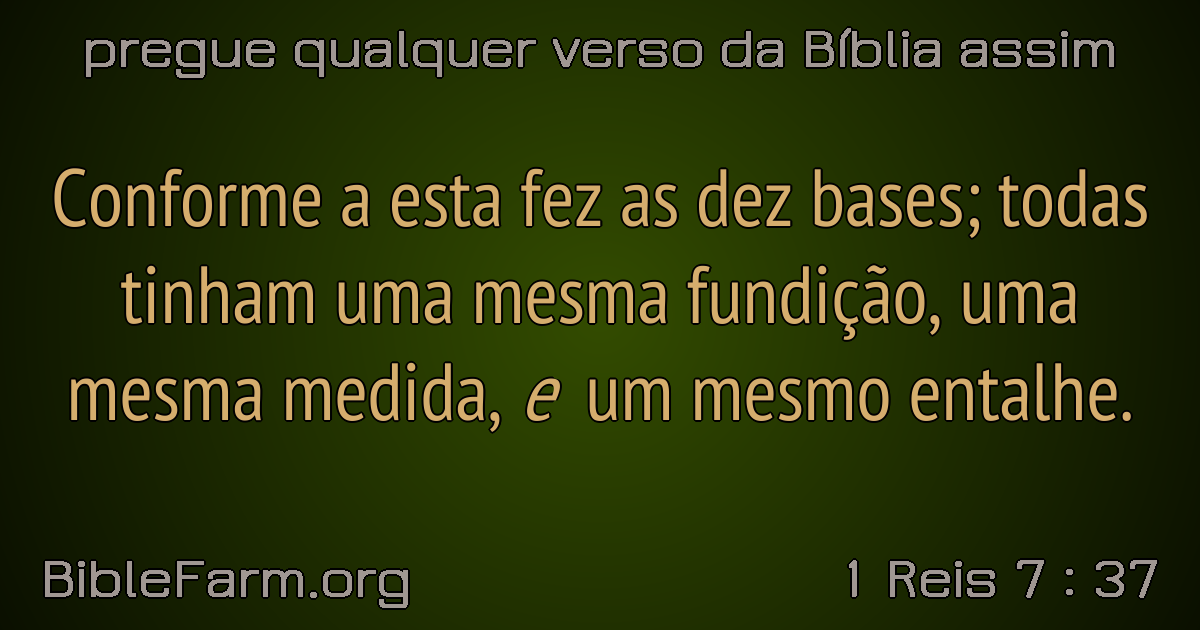 pregue qualquer verso da Bíblia assim
Conforme a esta fez as dez bases; todas
tinham uma mesma fundição, uma
mesma medida, e um mesmo entalhe.
BibleFarm.org
1 Reis 7 : 37